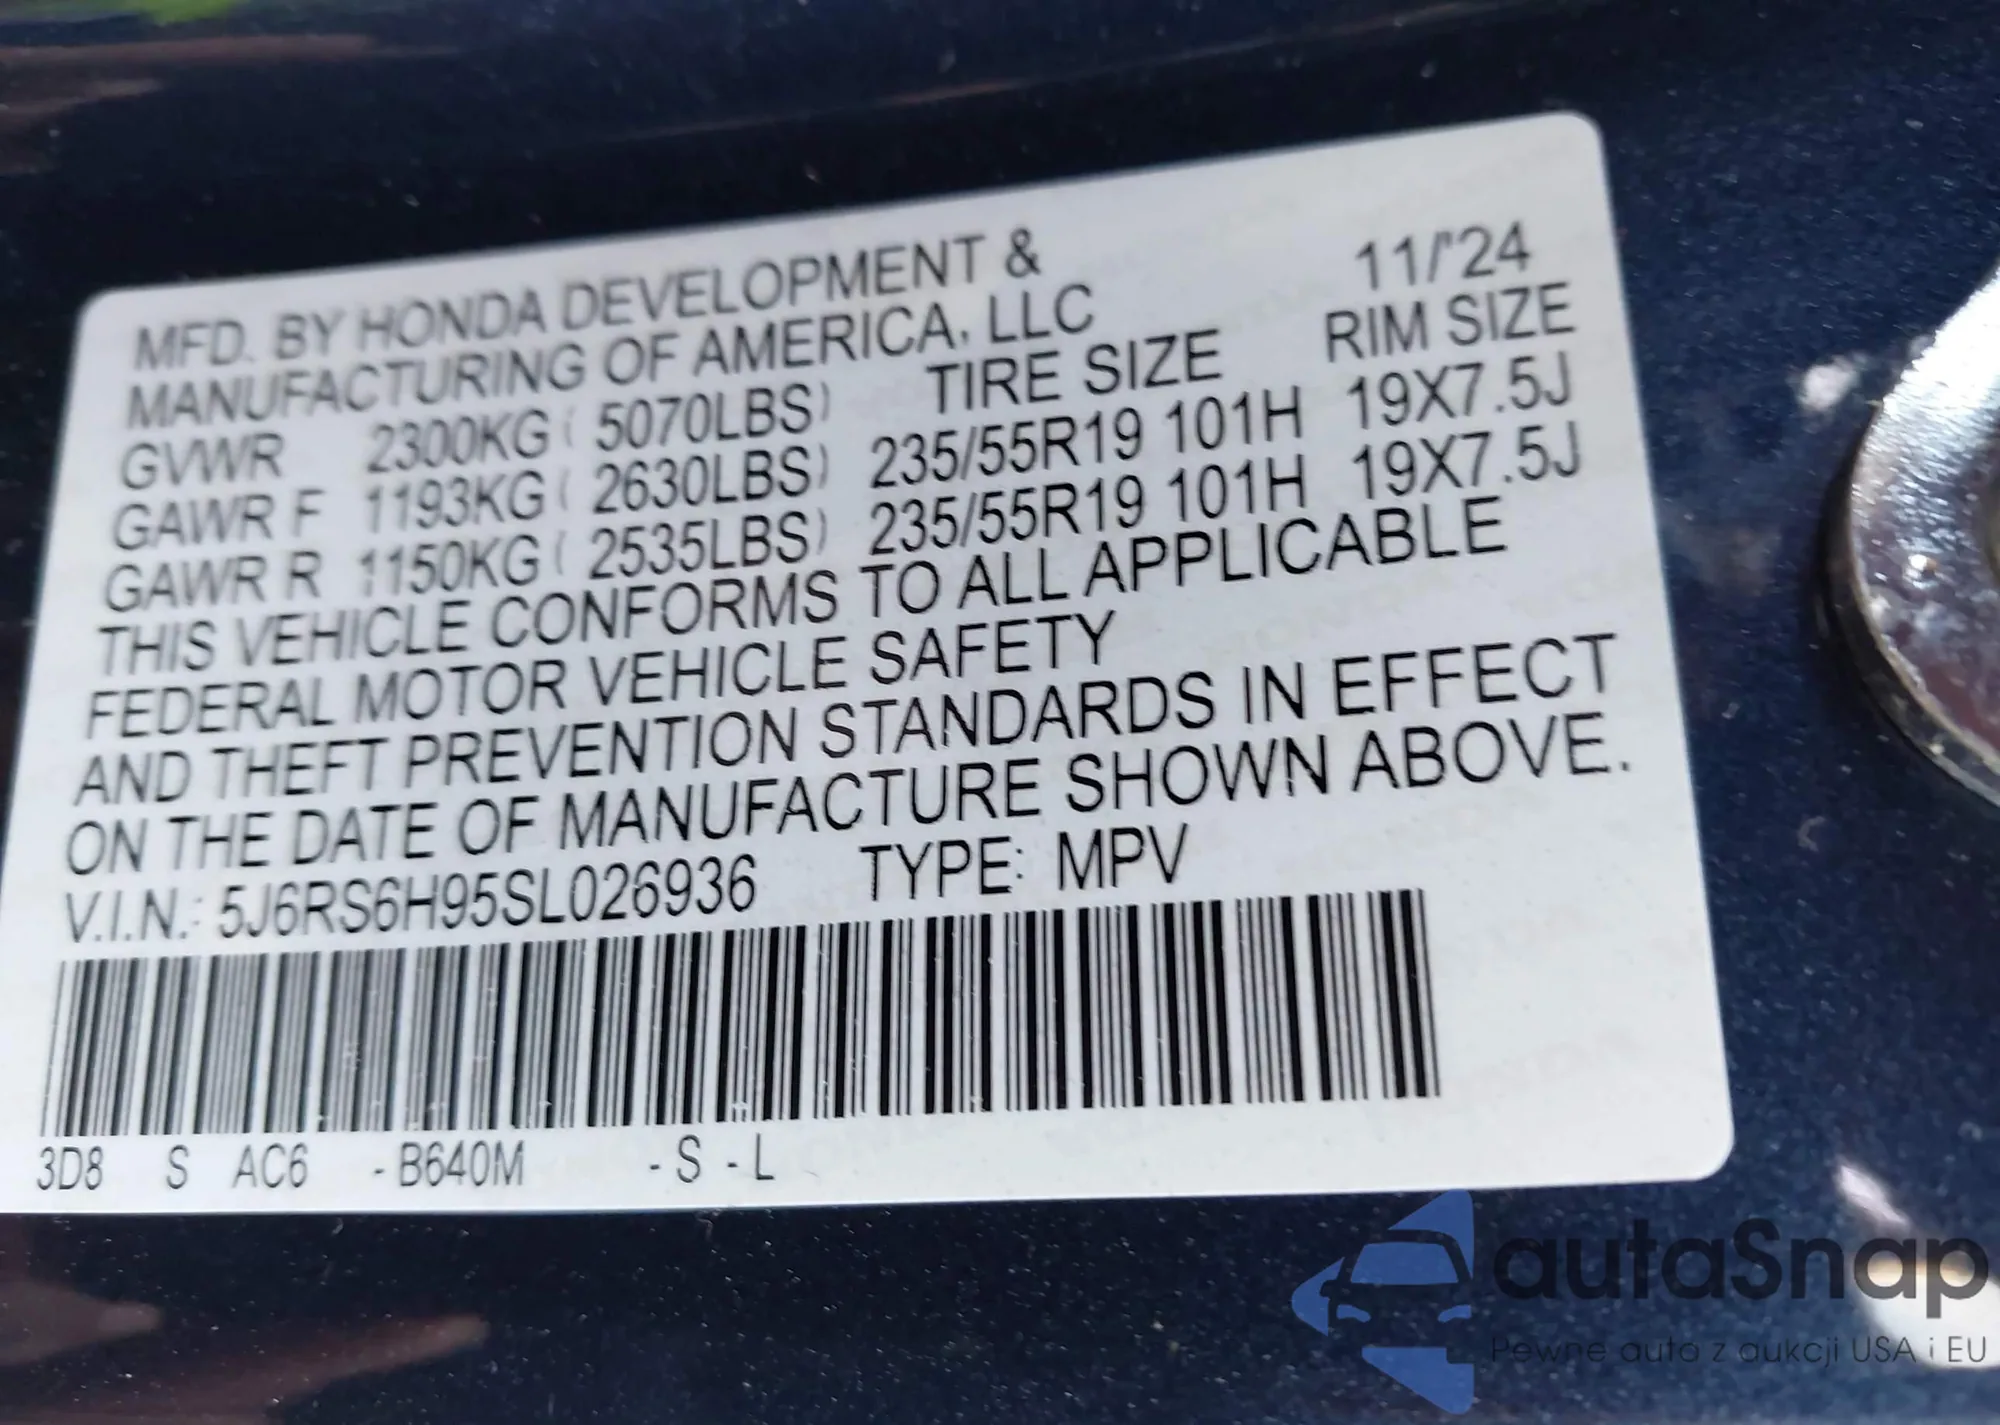 MFD. BY HONDA DEVELOPMENT & 11/'24
MANUFACTURING OF AMERICA, LLC RIM SIZE
GVWR 2300KG ( 5070LBS) TIRE SIZE
GAWR F 1193KG ( 2630LBS) 235/55R19 101H 19X7.5J
GAWR R 1150KG ( 2535LBS) 235/55R19 101H 19X7.5J
THIS VEHICLE CONFORMS TO ALL APPLICABLE
FEDERAL MOTOR VEHICLE SAFETY
AND THEFT PREVENTION STANDARDS IN EFFECT
ON THE DATE OF MANUFACTURE SHOWN ABOVE.
V.I.N.: 5J6RS6H95SL026936 TYPE: MPV
3D8 S AC6 -B640M -S -L
autaSnap
Pewne auto z aukcji USA i EU